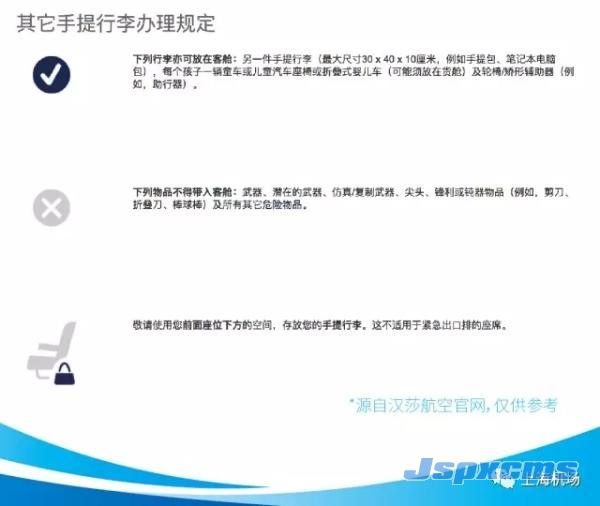 其它手提行李办理规定
下列行李亦可放在客舱：另一件手提行李（最大尺寸30 x 40 x 10厘米，例如手提包、笔记本电脑
包），每个孩子一辆童车或儿童汽车座椅或折叠式婴儿车（可能须放在货舱）及轮椅/矫形辅助器（例
如，助行器）。
下列物品不得带入客舱：武器、潜在的武器、仿真/复制武器、尖头、锋利或钝器物品（例如，剪刀、
折叠刀、棒球棒）及所有其它危险物品。
敬请使用您前面座位下方的空间，存放您的手提行李。这不适用于紧急出口排的座席。
*源自汉莎航空官网,仅供参考
Jspxcms
上海机场